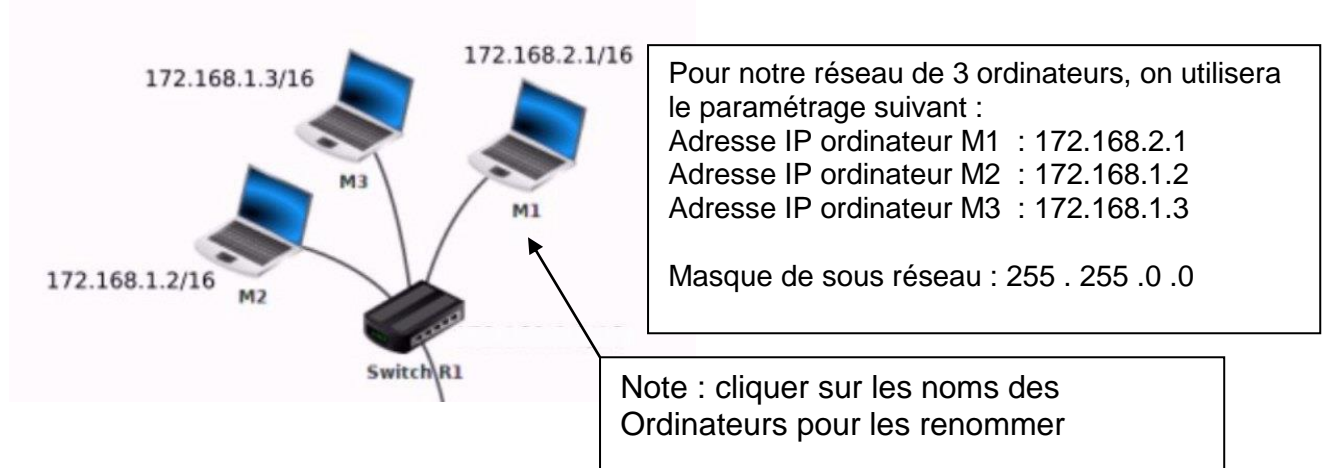 172.168.2.1/16
172.168.1.3/16
M3
M1
172.168.1.2/16
M2
Switch R1
Pour notre réseau de 3 ordinateurs, on utilisera
le paramétrage suivant :
Adresse IP ordinateur M1 : 172.168.2.1
Adresse IP ordinateur M2 : 172.168.1.2
Adresse IP ordinateur M3 : 172.168.1.3
Masque de sous réseau : 255 . 255 .0 .0
Note : cliquer sur les noms des
Ordinateurs pour les renommer